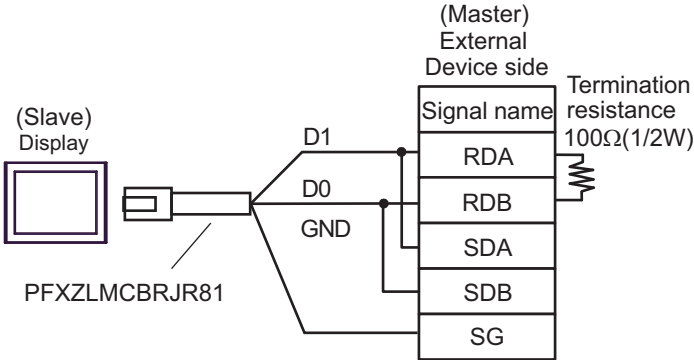 (Master)
External
Device side
Termination
resistance
100Ω(1/2W)
(Slave)
Display
Signal name
D1
RDA
D0
RDB
GND
SDA
PFXZLMCBRJR81
SDB
SG